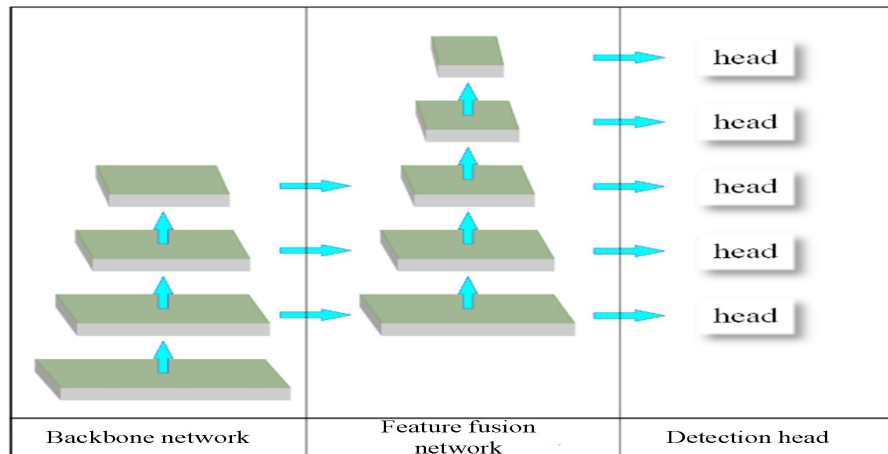 head
head
head
head
head
Backbone network
Feature fusion
network
Detection head